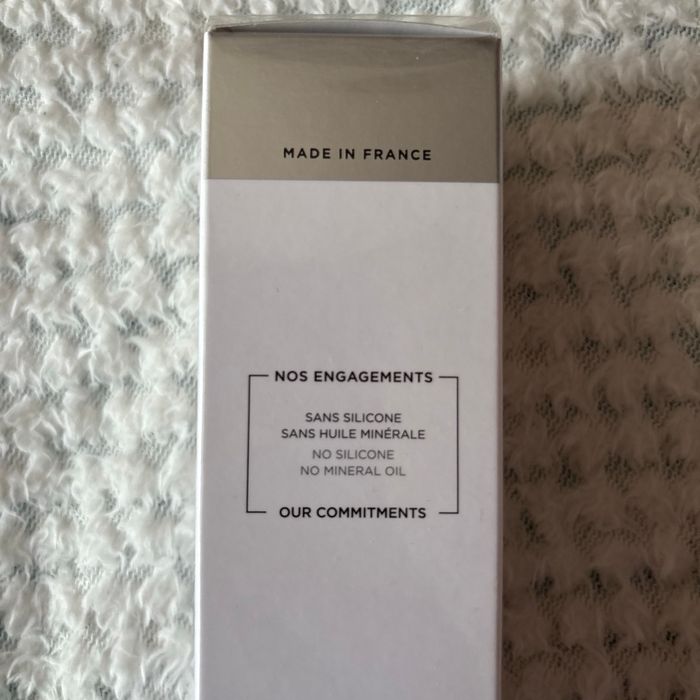 MADE IN FRANCE
NOS ENGAGEMENTS
SANS SILICONE
SANS HUILE MINÉRALE
NO SILICONE
NO MINERAL OIL
OUR COMMITMENTS